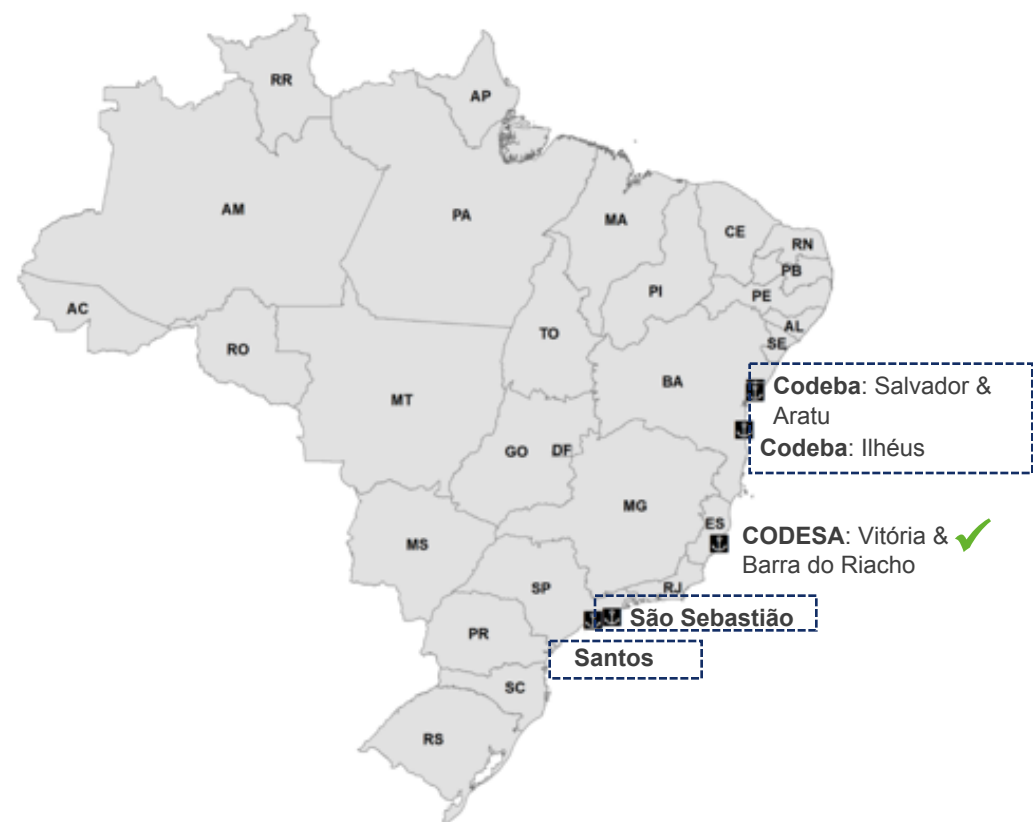 RR
AP
AM
PA
MA
CE
RN
PB
PI
PE
AC
AL
TO
SE
RO
BA
MT
Codeba: Salvador &
Aratu
Codeba: Ilhéus
GO
DF
MG
ES
MS
CODESA: Vitória &
Barra do Riacho
SP
RJ
São Sebastião
PR
Santos
SC
RS